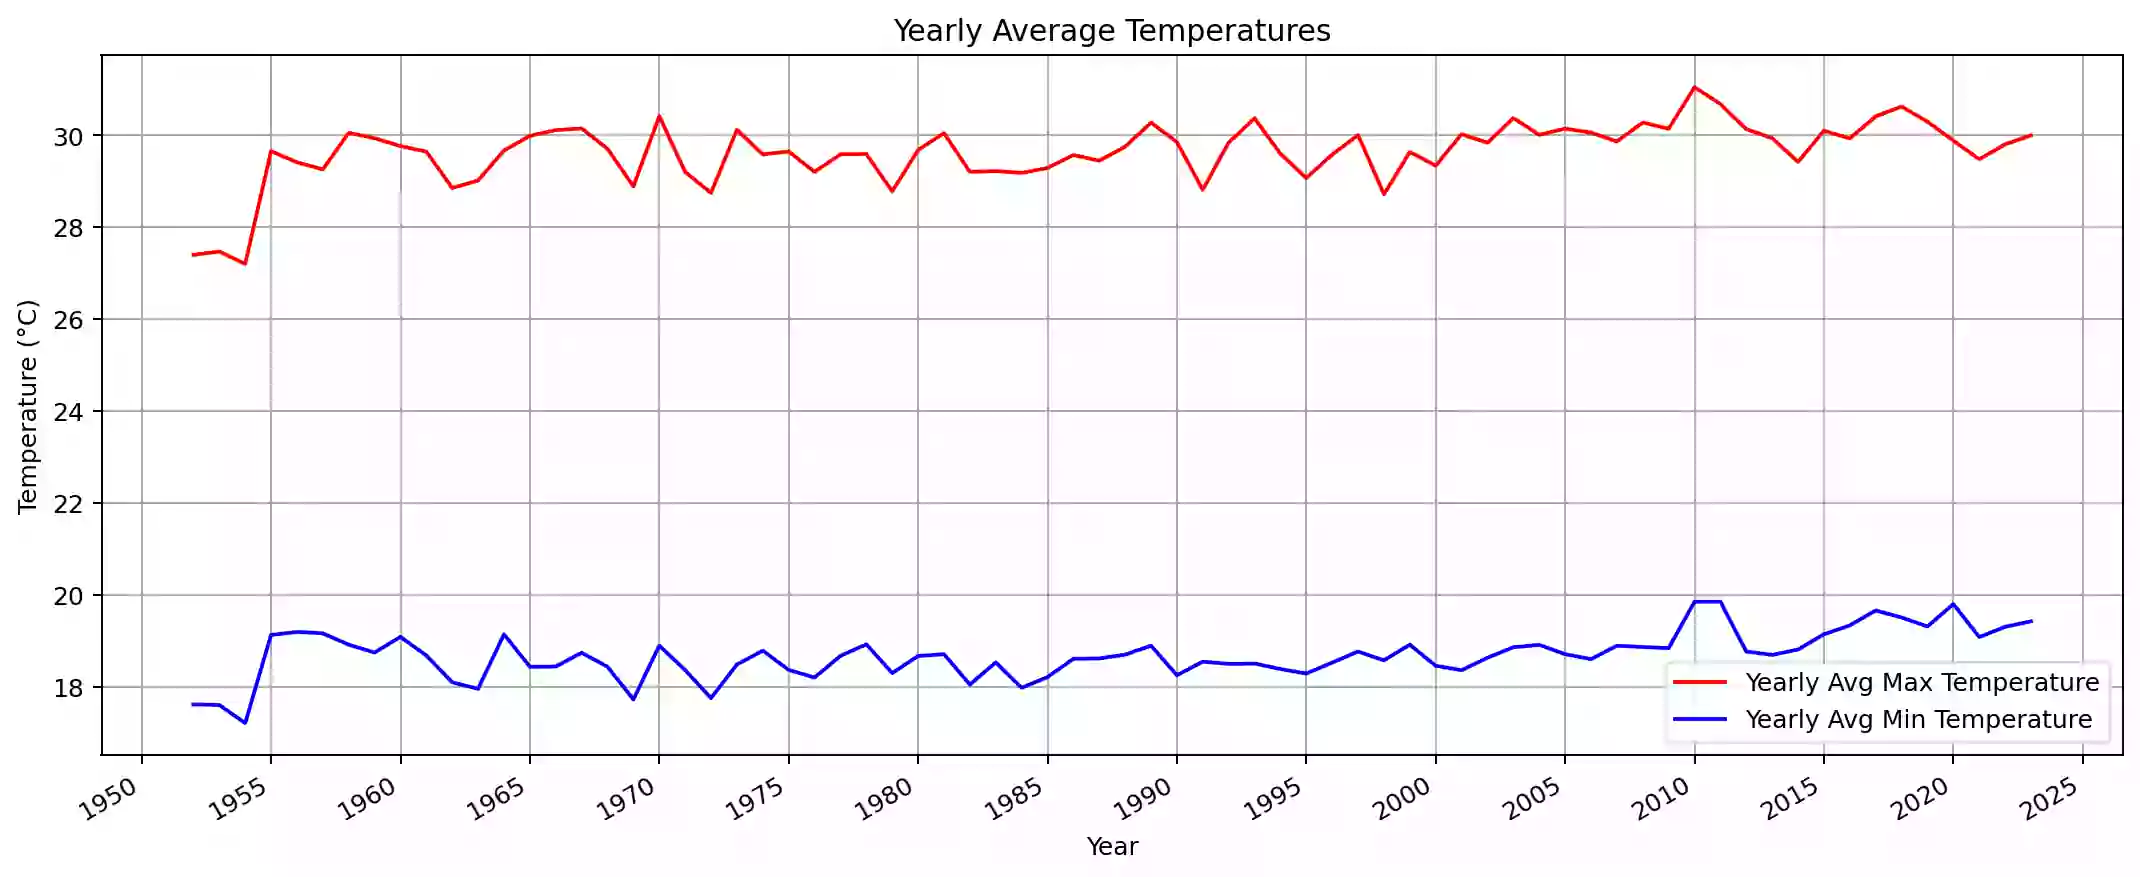 Yearly Average Temperatures
Temperature (°C)
30
28
26
24
22
20
18
Yearly Avg Max Temperature
Yearly Avg Min Temperature
1950 1955 1960 1965 1970 1975 1980 1985 1990 1995 2000 2005 2010 2015 2020 2025
Year